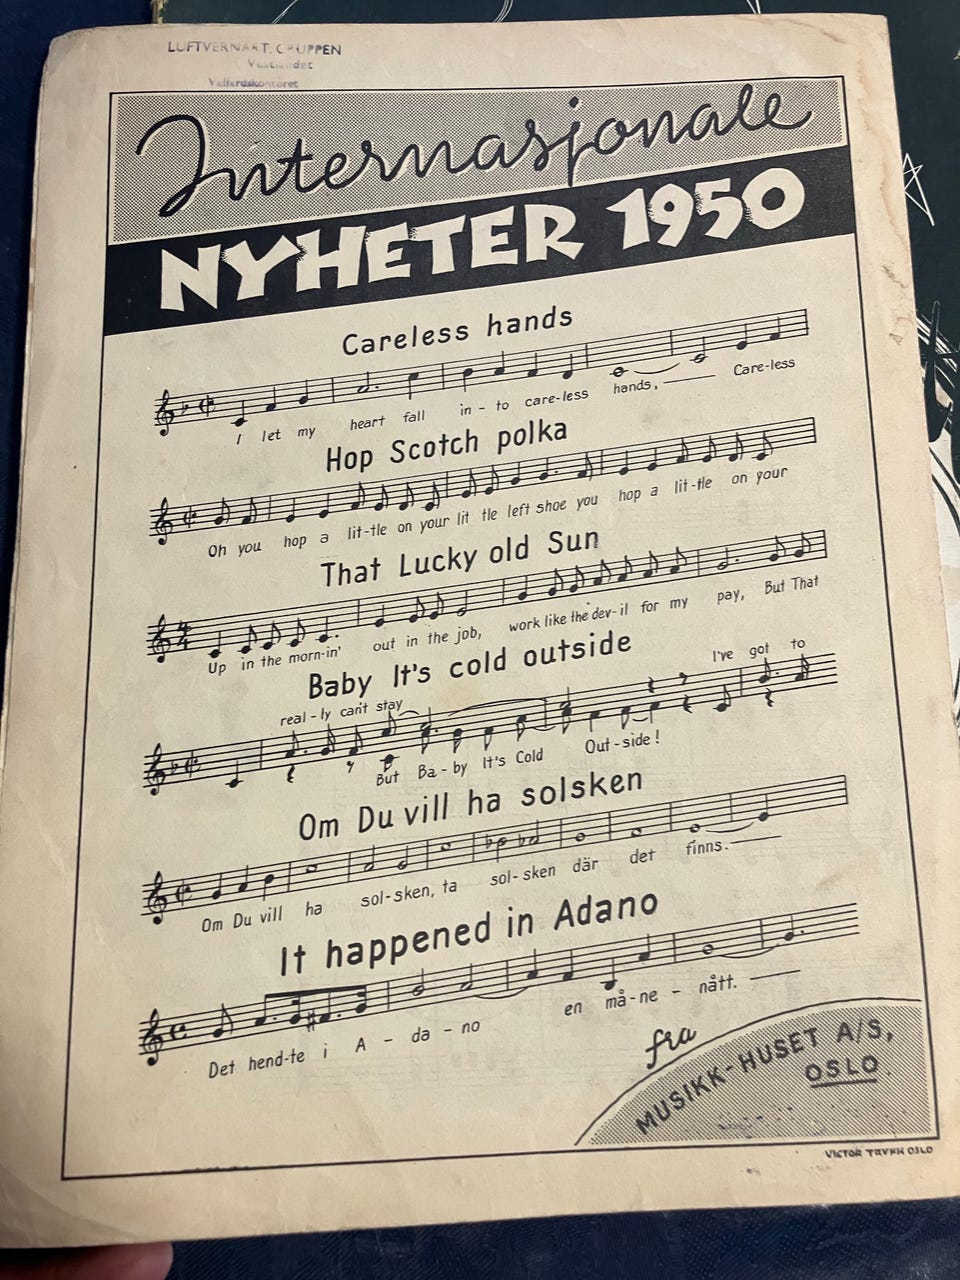 LUFTVERNART. GRUPPEN
Vestlandet
Velferdskontoret
Internasjonale
NYHETER 1950
Careless hands
I let my heart fall in - to care-less hands, Care-less
Hop Scotch polka
Oh you hop a lit-tle on your lit tle left shoe you hop a lit-tle on your
That Lucky old Sun
Up in the morn-in' out in the job, work like the dev-il for my pay, But That
Baby It's cold outside
real-ly can't stay I've got to
But Ba-by It's Cold Out-side!
Om Du vill ha solsken
Om Du vill ha sol-sken, ta sol-sken där det finns.
It happened in Adano
Det hend-te i A - da - no en må-ne - nått.
fra
MUSIKK-HUSET A/S,
OSLO.
VICTOR TRYKK OSLO